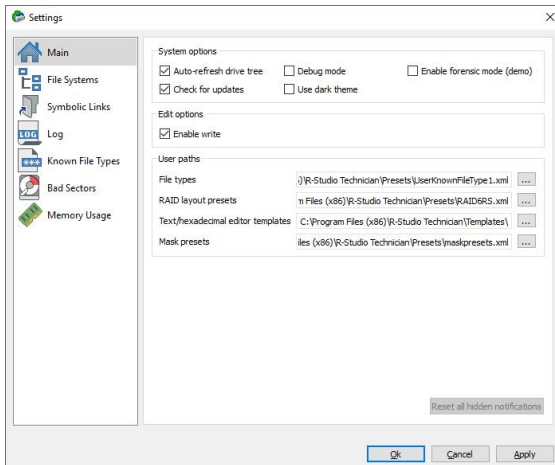 Settings
Main
File Systems
Symbolic Links
LOG
Log
Known File Types
Bad Sectors
Memory Usage
System options
Auto-refresh drive tree
Debug mode
Enable forensic mode (demo)
Check for updates
Use dark theme
Edit options
Enable write
User paths
File types
)\R-Studio Technician\Presets\UserKnownFileType1.xml
...
RAID layout presets
m Files (x86)\R-Studio Technician\Presets\RAID6RS.xml
...
Text/hexadecimal editor templates
C:\Program Files (x86)\R-Studio Technician\Templates\
...
Mask presets
iles (x86)\R-Studio Technician\Presets\maskpresets.xml
...
Reset all hidden notifications
Ok
Cancel
Apply